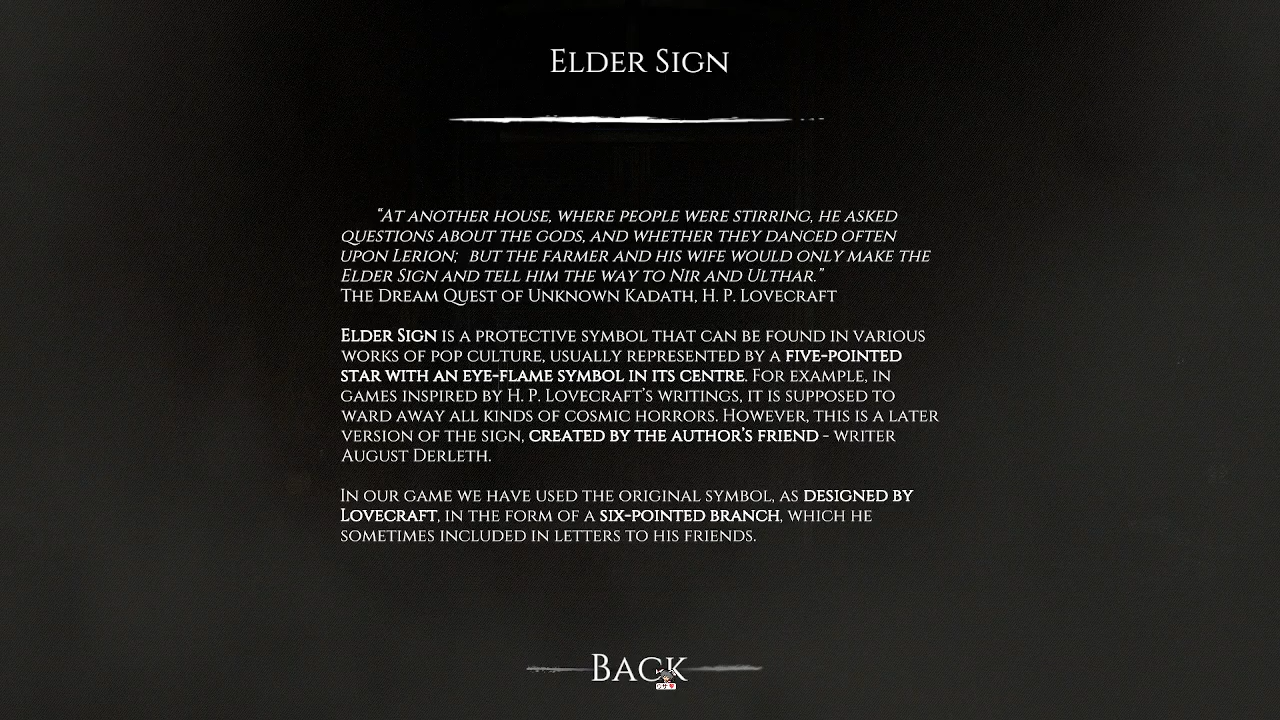 Elder Sign
“At another house, where people were stirring, he asked
questions about the gods, and whether they danced often
upon Lerion; but the farmer and his wife would only make the
Elder Sign and tell him the way to Nir and Ulthar.”
The Dream Quest of Unknown Kadath, H. P. Lovecraft
Elder Sign is a protective symbol that can be found in various
works of pop culture, usually represented by a five-pointed
star with an eye-flame symbol in its centre. For example, in
games inspired by H. P. Lovecraft’s writings, it is supposed to
ward away all kinds of cosmic horrors. However, this is a later
version of the sign, created by the author’s friend - writer
August Derleth.
In our game we have used the original symbol, as designed by
Lovecraft, in the form of a six-pointed branch, which he
sometimes included in letters to his friends.
Back